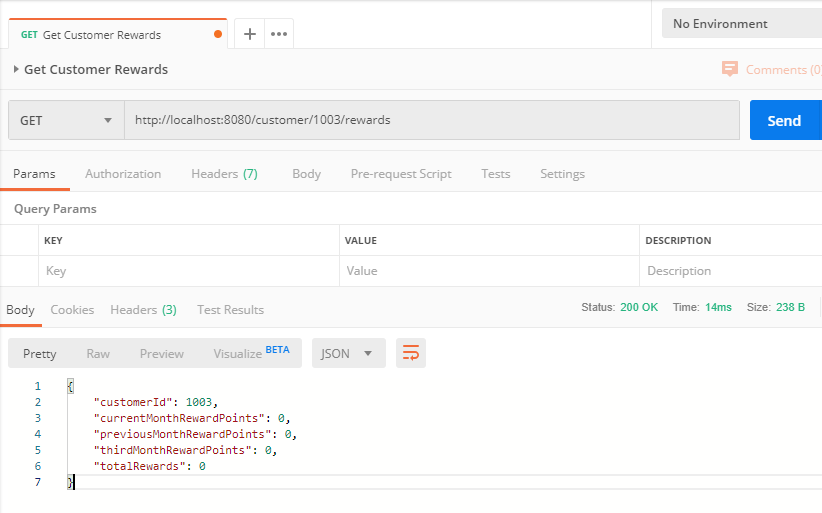 GET Get Customer Rewards
No Environment
Get Customer Rewards
Comments (0
GET http://localhost:8080/customer/1003/rewards Send
Params Authorization Headers (7) Body Pre-request Script Tests Settings
Query Params
KEY VALUE DESCRIPTION
Key Value Description
Body Cookies Headers (3) Test Results Status: 200 OK Time: 14ms Size: 238 B
Pretty Raw Preview Visualize BETA JSON
1 {
2 "customerId": 1003,
3 "currentMonthRewardPoints": 0,
4 "previousMonthRewardPoints": 0,
5 "thirdMonthRewardPoints": 0,
6 "totalRewards": 0
7 }